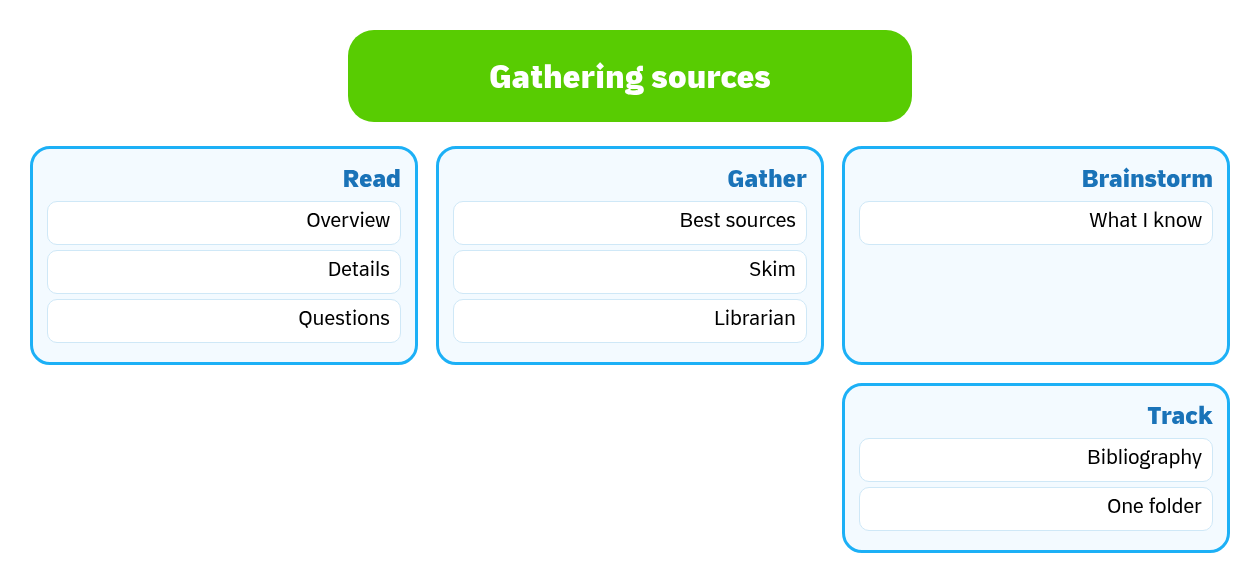 Gathering sources
Brainstorm
What I know
Gather
Best sources
Skim
Librarian
Read
Overview
Details
Questions
Track
Bibliography
One folder